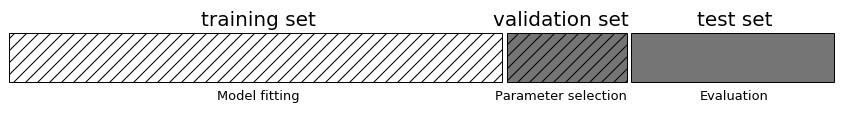 training set
validation set
test set
Model fitting
Parameter selection
Evaluation